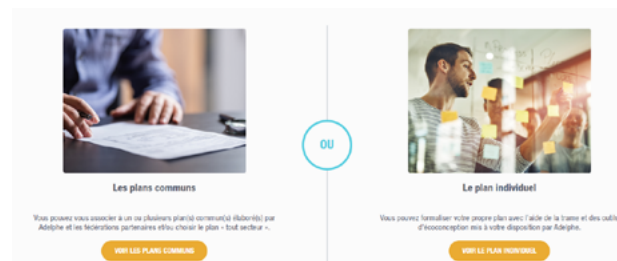 OU
Les plans communs
Vous pouvez vous associer à un ou plusieurs plan(s) commun(s) élaboré(s) par
Adelphe et les fédérations partenaires et/ou choisir le plan « tout secteur ».
VOIR LES PLANS COMMUNS
Le plan individuel
Vous pouvez formaliser votre propre plan avec l'aide de la trame et des outils
d'écoconception mis à votre disposition par Adelphe.
VOIR LE PLAN INDIVIDUEL